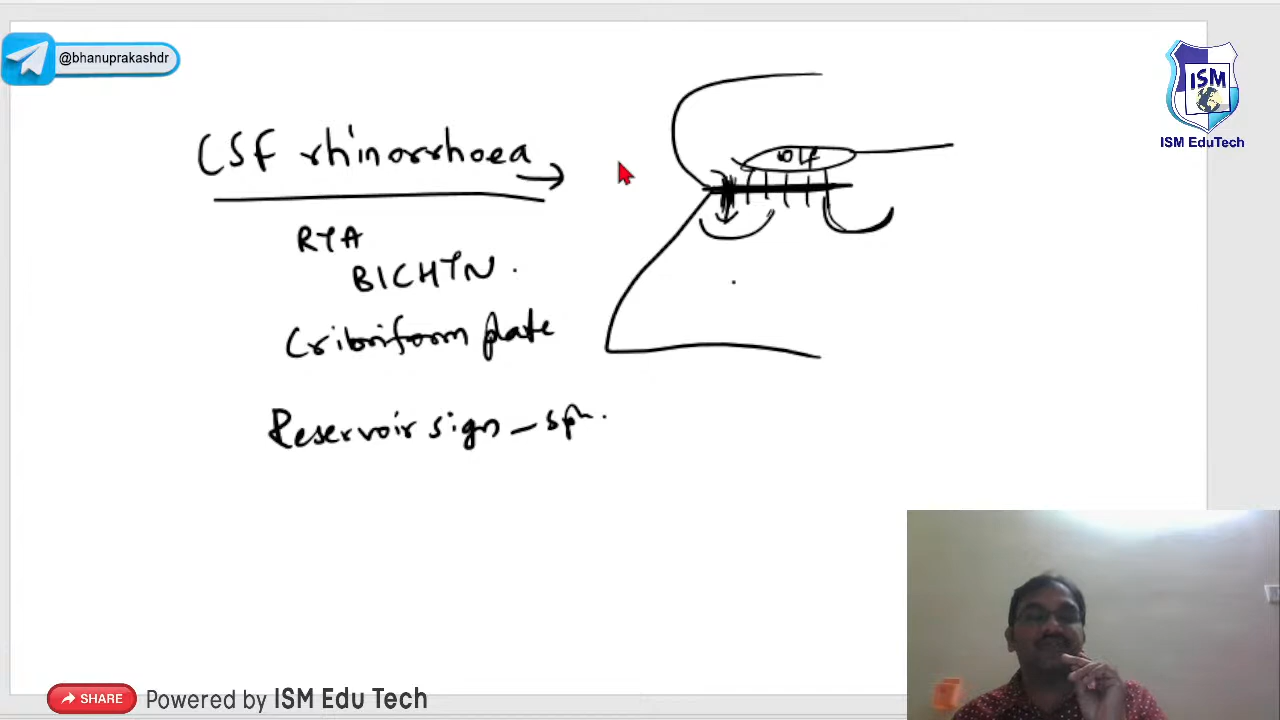 @bhanuprakashdr
ISM
ISM EduTech
CSF rhinorrhoea
RTA
BICHTN.
Cribriform plate
Reservoir sign - sph.
Olf
SHARE
Powered by ISM Edu Tech